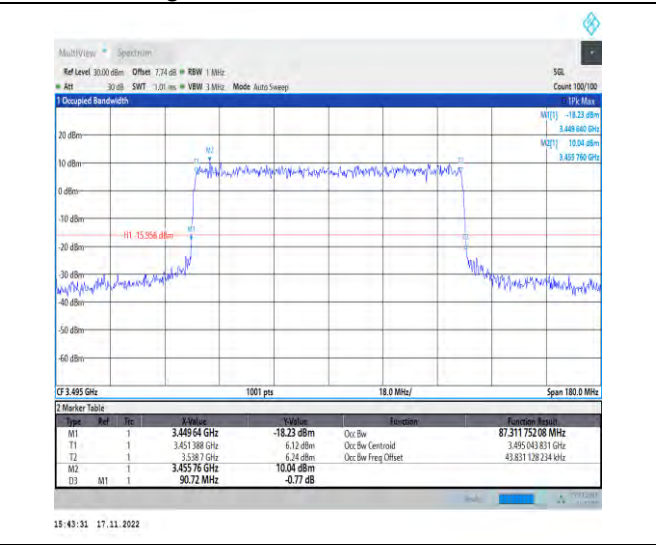 MultiView Spectrum
Ref Level 30.00 dBm Offset 7.74 dB RBW 1 MHz SGL
Att 30 dB SWT 1.01 ms VBW 3 MHz Mode Auto Sweep Count 100/100
1 Occupied Bandwidth 1Pk Max
M1[1] -18.23 dBm
3.449 640 GHz
M2[1] 10.04 dBm
3.455 760 GHz
20 dBm
M2
T1
10 dBm
0 dBm
-10 dBm
M1
H1 -15.956 dBm
-20 dBm
-30 dBm
-40 dBm
-50 dBm
-60 dBm
CF 3.495 GHz 1001 pts 18.0 MHz/ Span 180.0 MHz
2 Marker Table
Type Ref Trc X-Value Y-Value Function Function Result
M1 1 3.449 64 GHz -18.23 dBm Occ Bw 87.311 752 08 MHz
T1 1 3.451 388 GHz 6.12 dBm Occ Bw Centroid 3.495 043 831 GHz
T2 1 3.538 7 GHz 6.24 dBm Occ Bw Freq Offset 43.831 128 234 kHz
M2 1 3.455 76 GHz 10.04 dBm
D3 M1 1 90.72 MHz -0.77 dB
15:43:31 17.11.2022